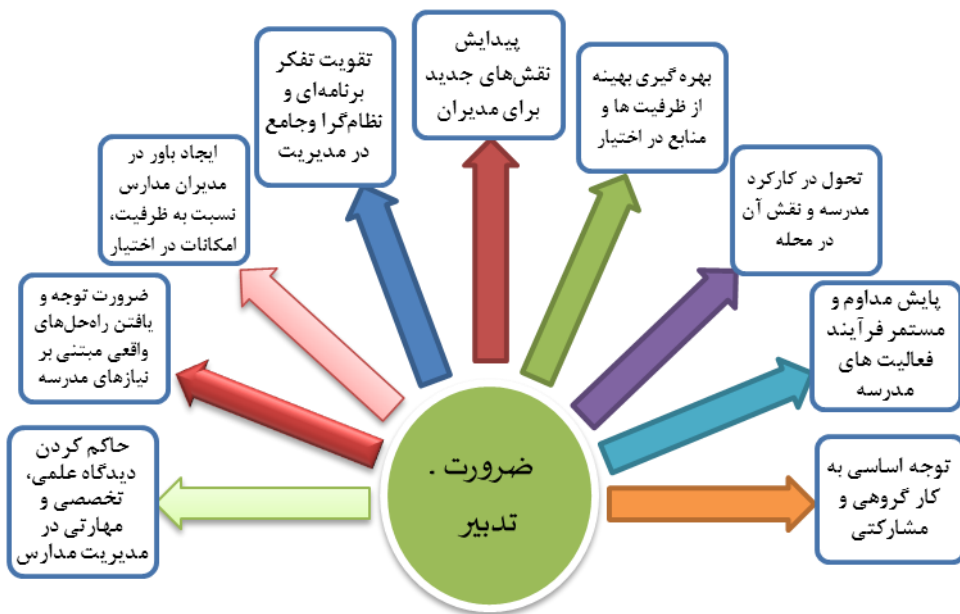 پیدایش
نقش‌های جدید
برای مدیران
بهره گیری بهینه
از ظرفیت ها و
منابع در اختیار
تحول در کارکرد
مدرسه و نقش آن
در محله
پایش مداوم و
مستمر فرآیند
فعالیت های
مدرسه
توجه اساسی به
کار گروهی و
مشارکتی
تقویت تفکر
برنامه‌ای و
نظام‌گرا وجامع
در مدیریت
ایجاد باور در
مدیران مدارس
نسبت به ظرفیت،
امکانات در اختیار
ضرورت توجه و
یافتن راه‌حل‌های
واقعی مبتنی بر
نیازهای مدرسه
حاکم کردن
دیدگاه علمی،
تخصصی و
مهارتی در
مدیریت مدارس
ضرورت .
تدبیر